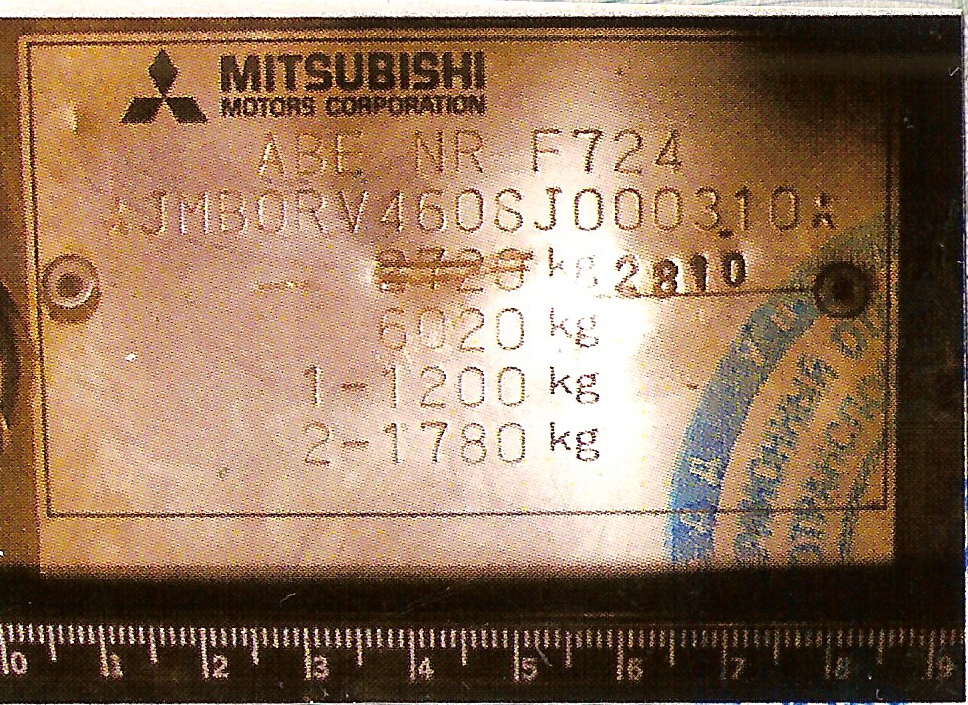 MITSUBISHI
MOTORS CORPORATION
ABE NR F724
*JMB0RV460SJ000310*
2720 kg 2810
6020 kg
1-1200 kg
2-1780 kg
0 1 2 3 4 5 6 7 8 9